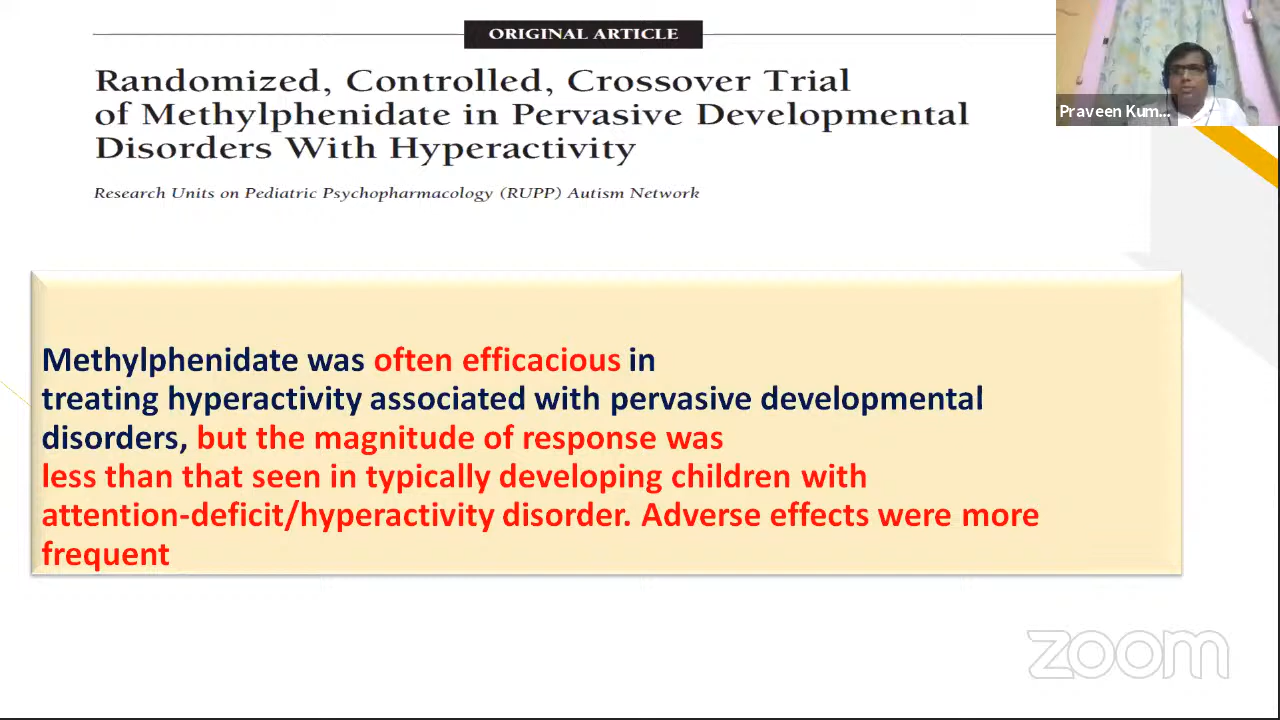 ORIGINAL ARTICLE
Randomized, Controlled, Crossover Trial
of Methylphenidate in Pervasive Developmental
Disorders With Hyperactivity
Research Units on Pediatric Psychopharmacology (RUPP) Autism Network
Praveen Kum...
Methylphenidate was often efficacious in
treating hyperactivity associated with pervasive developmental
disorders, but the magnitude of response was
less than that seen in typically developing children with
attention-deficit/hyperactivity disorder. Adverse effects were more
frequent
zoom